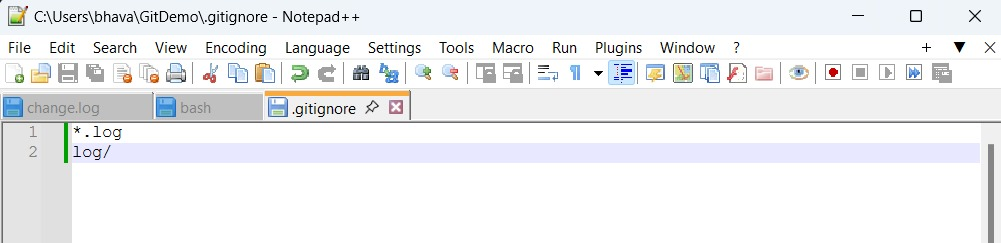 C:\Users\bhava\GitDemo\.gitignore - Notepad++
File Edit Search View Encoding Language Settings Tools Macro Run Plugins Window ?
change.log bash .gitignore
1 *.log
2 log/